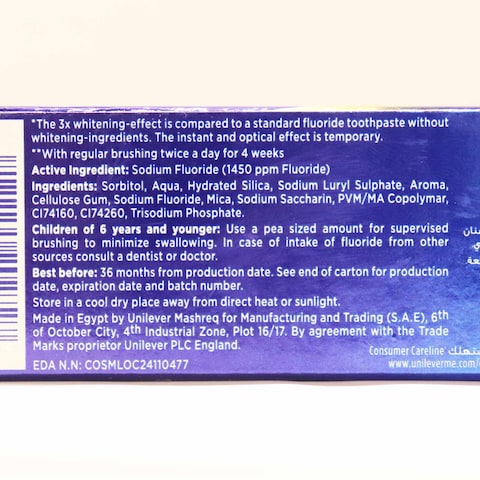 *The 3x whitening-effect is compared to a standard fluoride toothpaste without
whitening-ingredients. The instant and optical effect is temporary.
**With regular brushing twice a day for 4 weeks
Active Ingredient: Sodium Fluoride (1450 ppm Fluoride)
Ingredients: Sorbitol, Aqua, Hydrated Silica, Sodium Luryl Sulphate, Aroma,
Cellulose Gum, Sodium Fluoride, Mica, Sodium Saccharin, PVM/MA Copolymar,
CI74160, CI74260, Trisodium Phosphate.
Children of 6 years and younger: Use a pea sized amount for supervised
brushing to minimize swallowing. In case of intake of fluoride from other
sources consult a dentist or doctor.
Best before: 36 months from production date. See end of carton for production
date, expiration date and batch number.
Store in a cool dry place away from direct heat or sunlight.
Made in Egypt by Unilever Mashreq for Manufacturing and Trading (S.A.E), 6th
of October City, 4th Industrial Zone, Plot 16/17. By agreement with the Trade
Marks proprietor Unilever PLC England.
EDA N.N: COSMLOC24110477
Consumer Careline
www.unileverme.com/